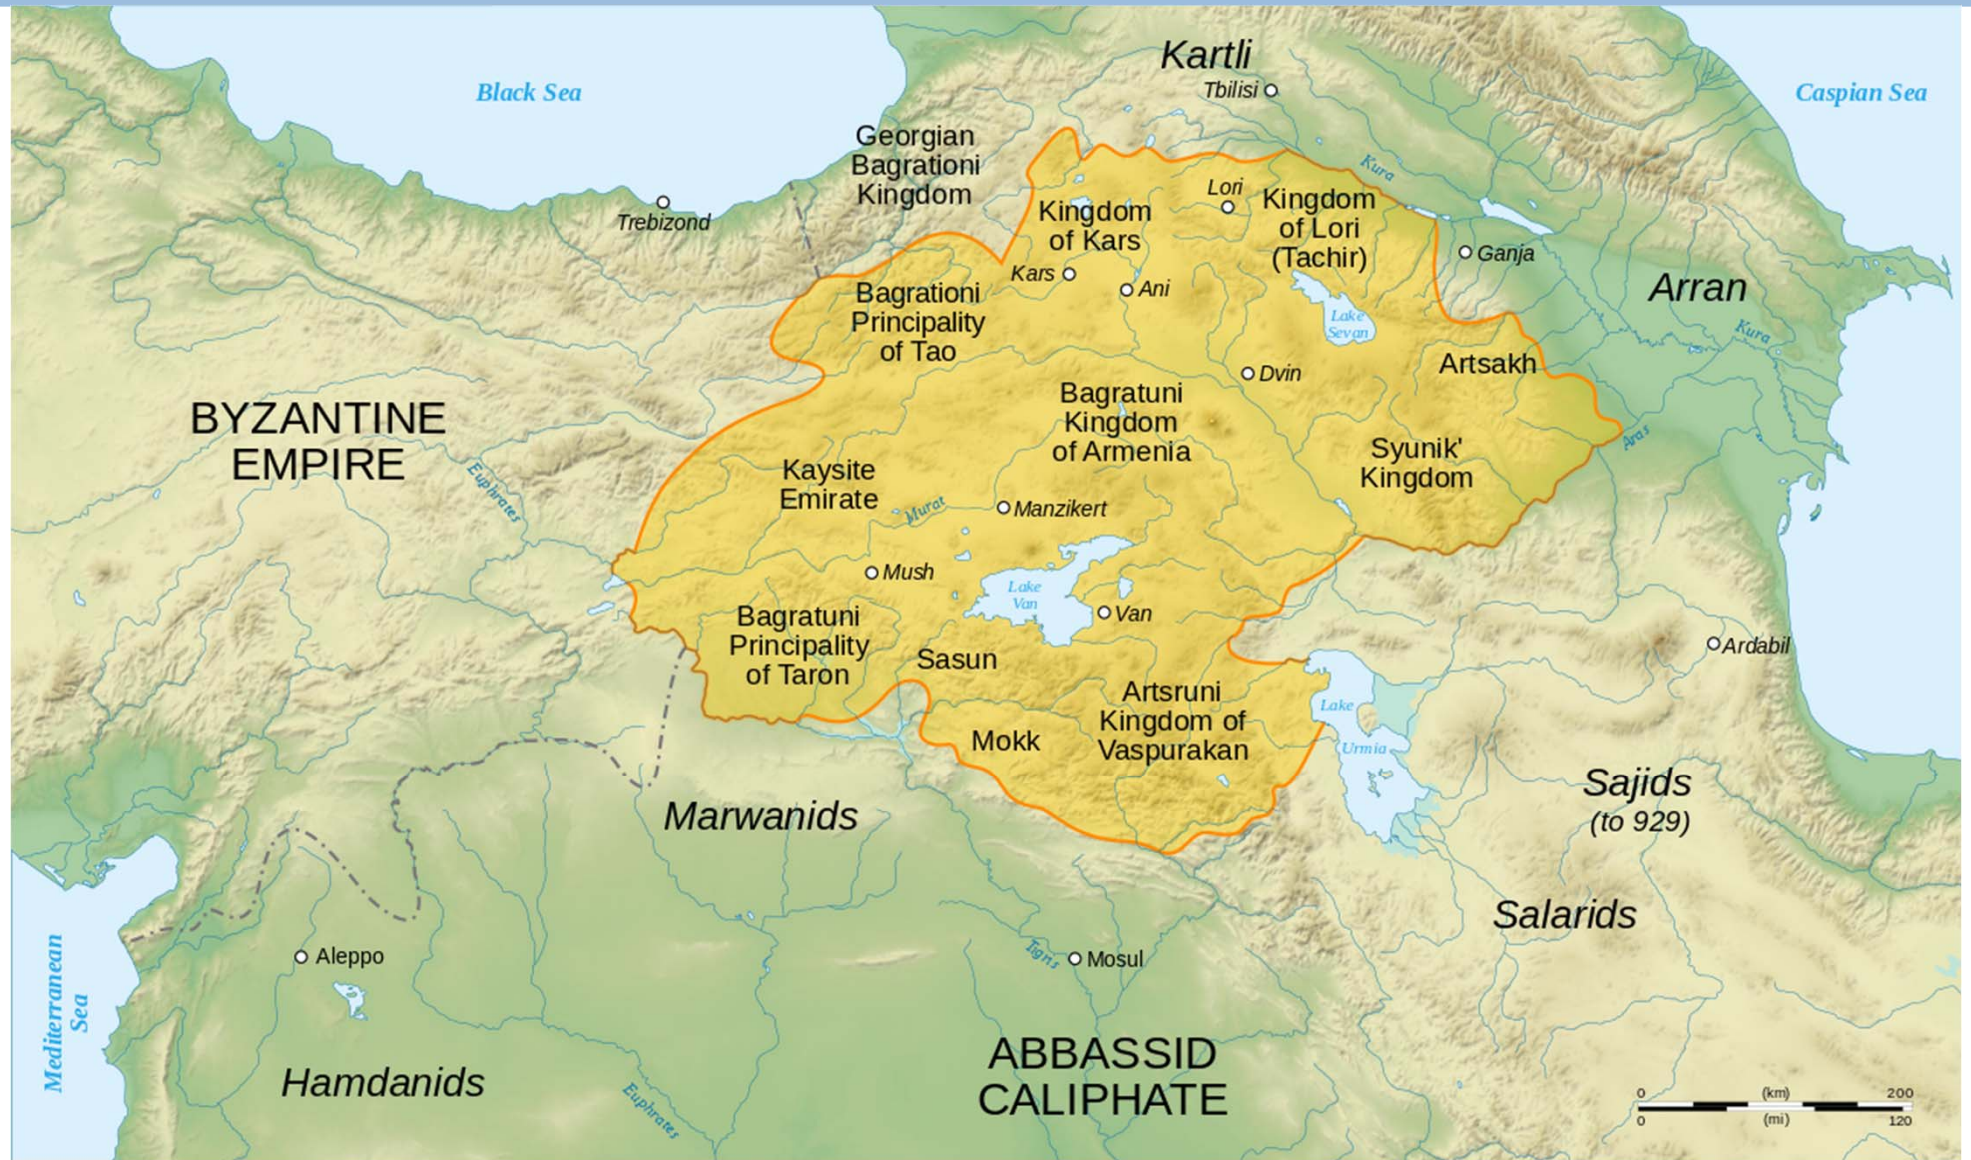 Black Sea
Kartli
Tbilisi
Caspian Sea
Georgian
Bagrationi
Kingdom
Kura
Trebizond
Lori
Kingdom
of Lori
(Tachir)
Kingdom
of Kars
Kars
Ani
Ganja
Arran
Kura
Bagrationi
Principality
of Tao
Lake
Sevan
Artsakh
Dvin
BYZANTINE
EMPIRE
Euphrates
Bagratuni
Kingdom
of Armenia
Syunik'
Kingdom
Aras
Kaysite
Emirate
Murat
Manzikert
Mush
Lake
Van
Van
Bagratuni
Principality
of Taron
Sasun
Ardabil
Mokk
Artsruni
Kingdom of
Vaspurakan
Lake
Urmia
Sajids
(to 929)
Marwanids
Salarids
Mediterranean
Sea
Aleppo
Tigris
Mosul
Hamdanids
Euphrates
ABBASSID
CALIPHATE
0 (km) 200
0 (mi) 120